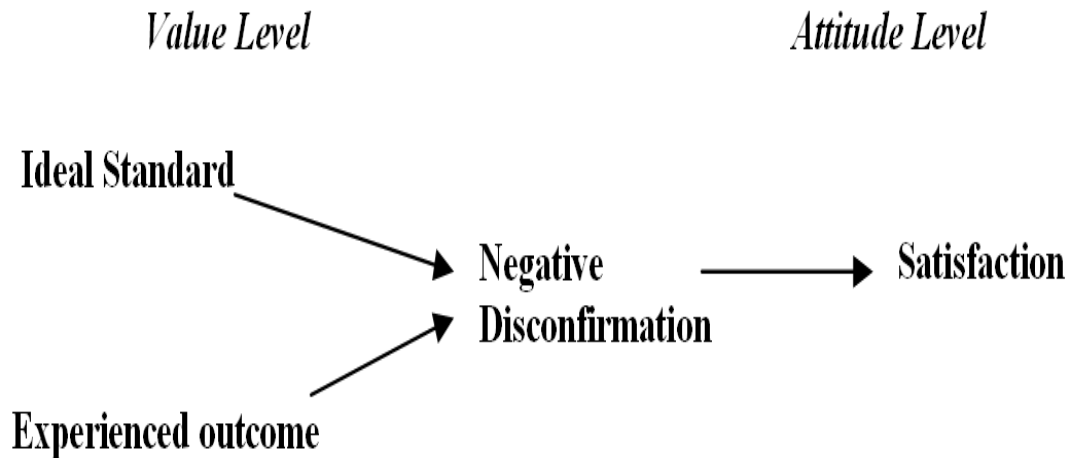 Value Level
Attitude Level
Ideal Standard
Negative
Disconfirmation
Satisfaction
Experienced outcome